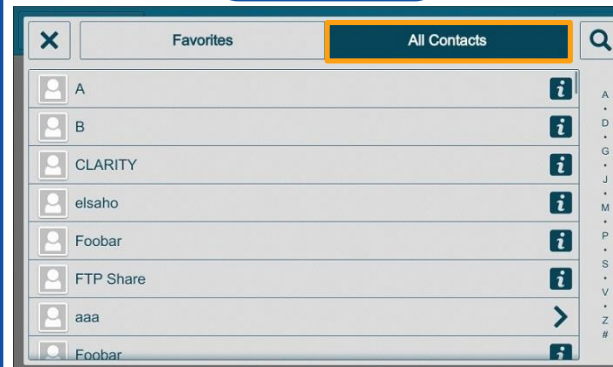 Favorites
All Contacts
A
B
CLARITY
elsaho
Foobar
FTP Share
aaa
Foobar
A
D
G
J
M
P
S
V
Z
#